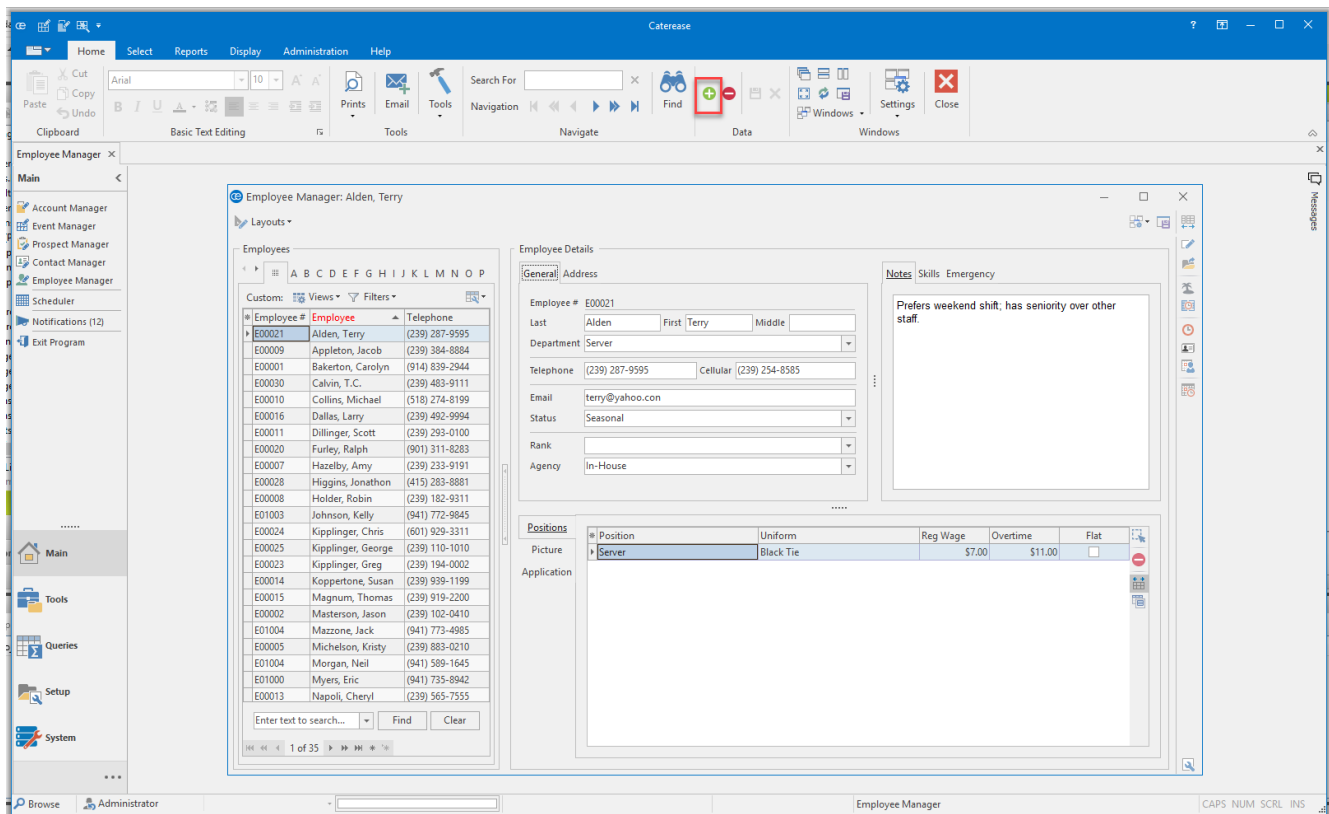 Caterease
Home Select Reports Display Administration Help
Cut
Copy
Undo
Paste
Clipboard
Arial 10
B I U
Basic Text Editing
Prints Email Tools
Tools
Search For
Navigation
Find
Navigate
Data
Windows
Settings Close
Windows
Employee Manager
Main
Account Manager
Event Manager
Prospect Manager
Contact Manager
Employee Manager
Scheduler
Notifications (12)
Exit Program
Main
Tools
Queries
Setup
System
Messages
Employee Manager: Alden, Terry
Layouts
Employees
# A B C D E F G H I J K L M N O P
Custom: Views Filters
Employee # Employee Telephone
E00021 Alden, Terry (239) 287-9595
E00009 Appleton, Jacob (239) 384-8884
E00001 Bakerton, Carolyn (914) 839-2944
E00030 Calvin, T.C. (239) 483-9111
E00010 Collins, Michael (518) 274-8199
E00016 Dallas, Larry (239) 492-9994
E00011 Dillinger, Scott (239) 293-0100
E00020 Furley, Ralph (901) 311-8283
E00007 Hazelby, Amy (239) 233-9191
E00028 Higgins, Jonathon (415) 283-8881
E00008 Holder, Robin (239) 182-9311
E01003 Johnson, Kelly (941) 772-9845
E00024 Kipplinger, Chris (601) 929-3311
E00025 Kipplinger, George (239) 110-1010
E00023 Kipplinger, Greg (239) 194-0002
E00014 Koppertone, Susan (239) 939-1199
E00015 Magnum, Thomas (239) 919-2200
E00002 Masterson, Jason (239) 102-0410
E01004 Mazzone, Jack (941) 773-4985
E00005 Michelson, Kristy (239) 883-0210
E01004 Morgan, Neil (941) 589-1645
E01000 Myers, Eric (941) 735-8942
E00013 Napoli, Cheryl (239) 565-7555
Enter text to search... Find Clear
1 of 35
Employee Details
General Address
Employee # E00021
Last Alden First Terry Middle
Department Server
Telephone (239) 287-9595 Cellular (239) 254-8585
Email terry@yahoo.con
Status Seasonal
Rank
Agency In-House
Notes Skills Emergency
Prefers weekend shift; has seniority over other
staff.
Positions
Picture
Application
Position Uniform Reg Wage Overtime Flat
Server Black Tie $7.00 $11.00
Browse Administrator Employee Manager CAPS NUM SCRL INS